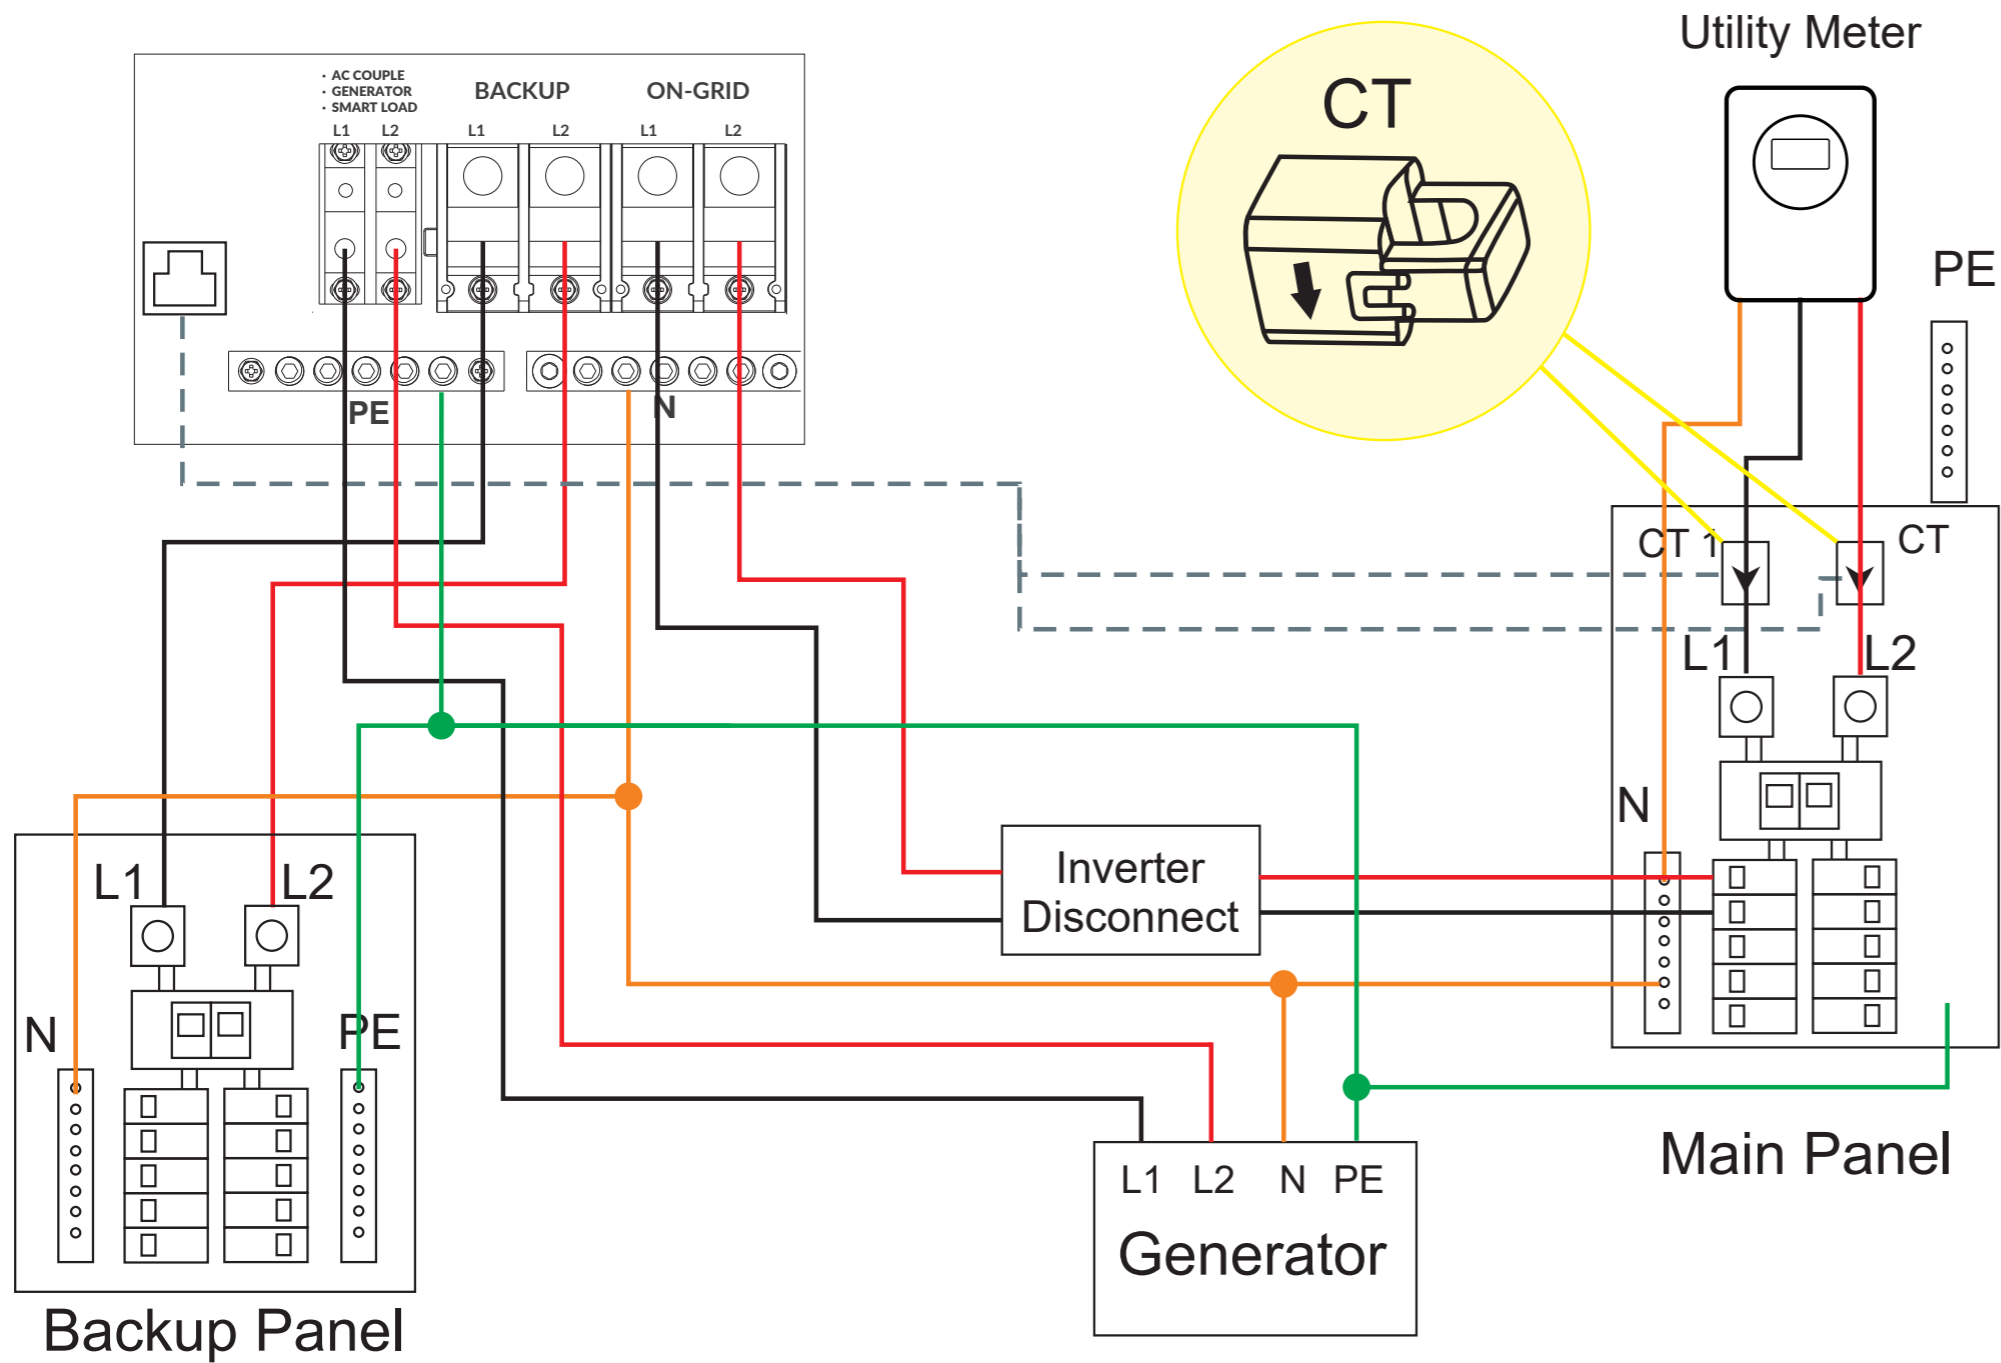 Utility Meter
· AC COUPLE
· GENERATOR
· SMART LOAD
BACKUP
ON-GRID
L1
L2
L1
L2
L1
L2
CT
PE
PE
N
CT 1
CT
L1
L2
N
Inverter
Disconnect
L1
L2
N
PE
Main Panel
L1
L2
N
PE
Generator
Backup Panel